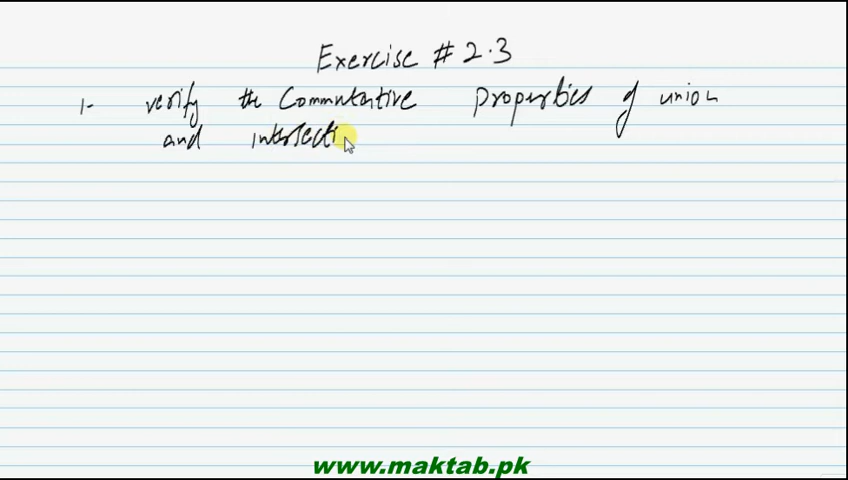 Exercise # 2.3
1- verify the Commutative properties of union
and intersecti
www.maktab.pk